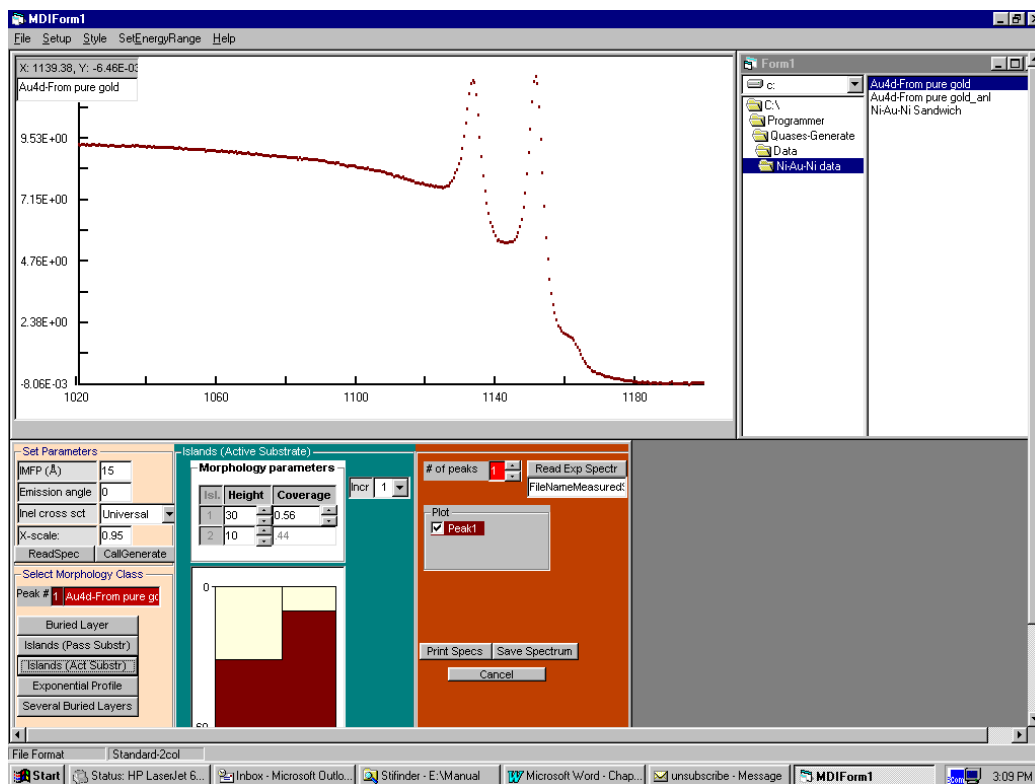 MDIForm1
File Setup Style SetEnergyRange Help
X: 1139.38, Y: -6.46E-03
Au4d-From pure gold
9.53E+00
7.15E+00
4.76E+00
2.38E+00
-8.06E-03
1020 1060 1100 1140 1180
Form1
c:
C:\
Programmer
Quases-Generate
Data
Ni-Au-Ni data
Au4d-From pure gold
Au4d-From pure gold_anl
Ni-Au-Ni Sandwich
Set Parameters
IMFP (Å) 15
Emission angle 0
Inel cross sct Universal
X-scale: 0.95
ReadSpec CallGenerate
Select Morphology Class
Peak # 1 Au4d-From pure go
Buried Layer
Islands (Pass Substr)
Islands (Act Substr)
Exponential Profile
Several Buried Layers
Islands (Active Substrate)
Morphology parameters
Isl. Height Coverage
1 30 0.56
2 10 .44
Incr 1
0
60
# of peaks 1 Read Exp Spectr
FileNameMeasuredS
Plot
Peak1
Print Specs Save Spectrum
Cancel
File Format Standard-2col
Start Status: HP LaserJet 6... Inbox - Microsoft Outlo... Stifinder - E:\Manual Microsoft Word - Chap... unsubscribe - Message MDIForm1 3:09 PM